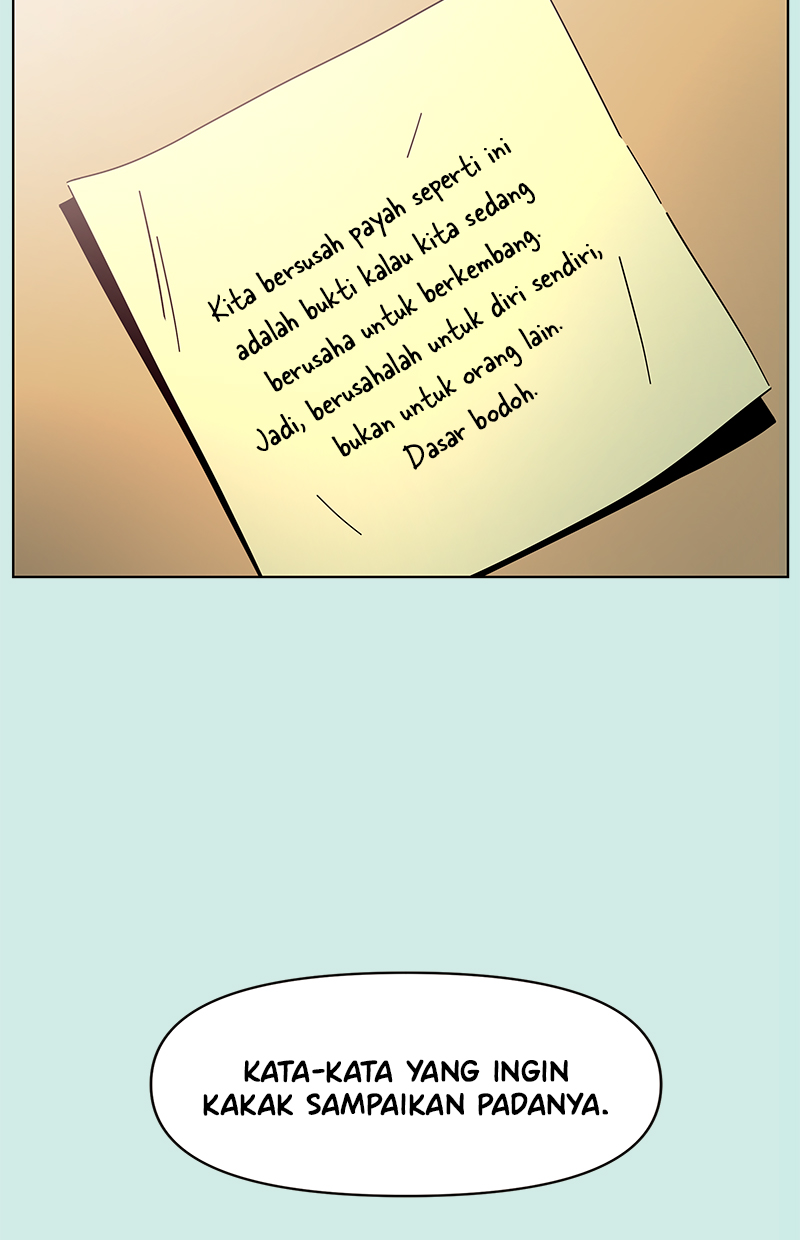 Kita bersusah payah seperti ini
adalah bukti kalau kita sedang
berusaha untuk berkembang.
Jadi, berusahalah untuk diri sendiri,
bukan untuk orang lain.
Dasar bodoh.
KATA-KATA YANG INGIN
KAKAK SAMPAIKAN PADANYA.